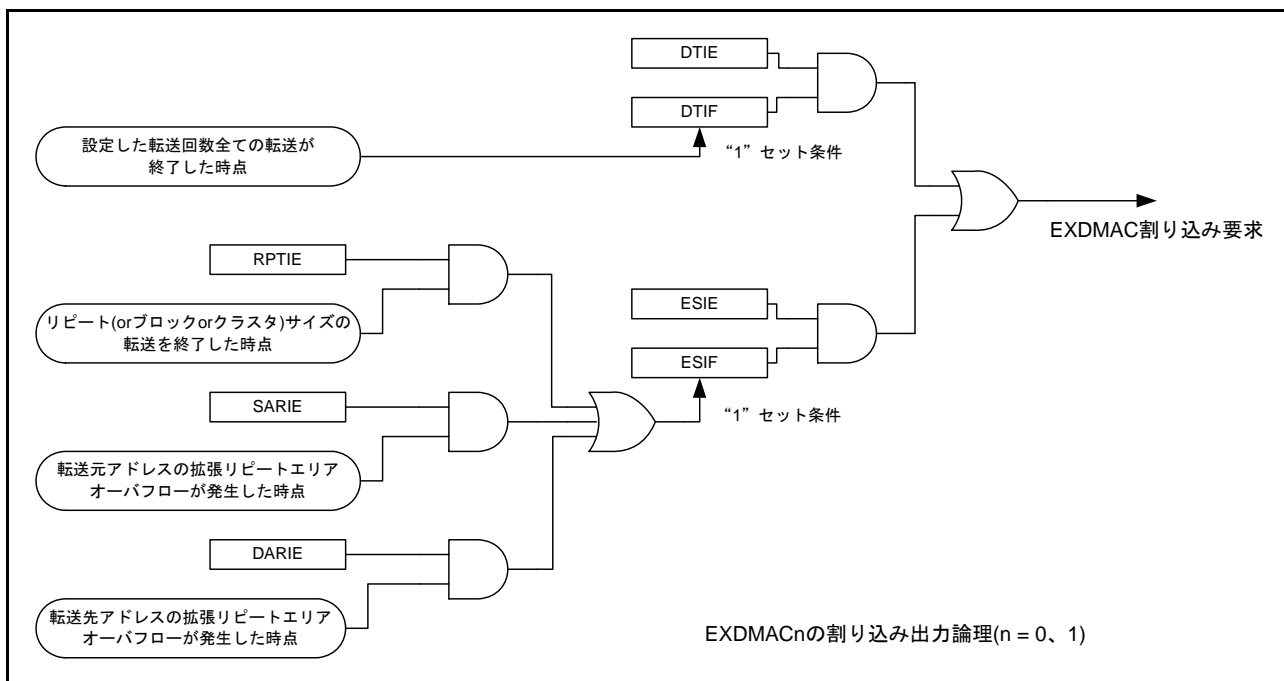 DTIE
DTIF
設定した転送回数全ての転送が
終了した時点
“1”セット条件
EXDMAC割り込み要求
RPTIE
リピート(orブロックorクラスタ)サイズの
転送を終了した時点
ESIE
ESIF
“1”セット条件
SARIE
転送元アドレスの拡張リピートエリア
オーバフローが発生した時点
DARIE
転送先アドレスの拡張リピートエリア
オーバフローが発生した時点
EXDMACnの割り込み出力論理(n = 0、1)